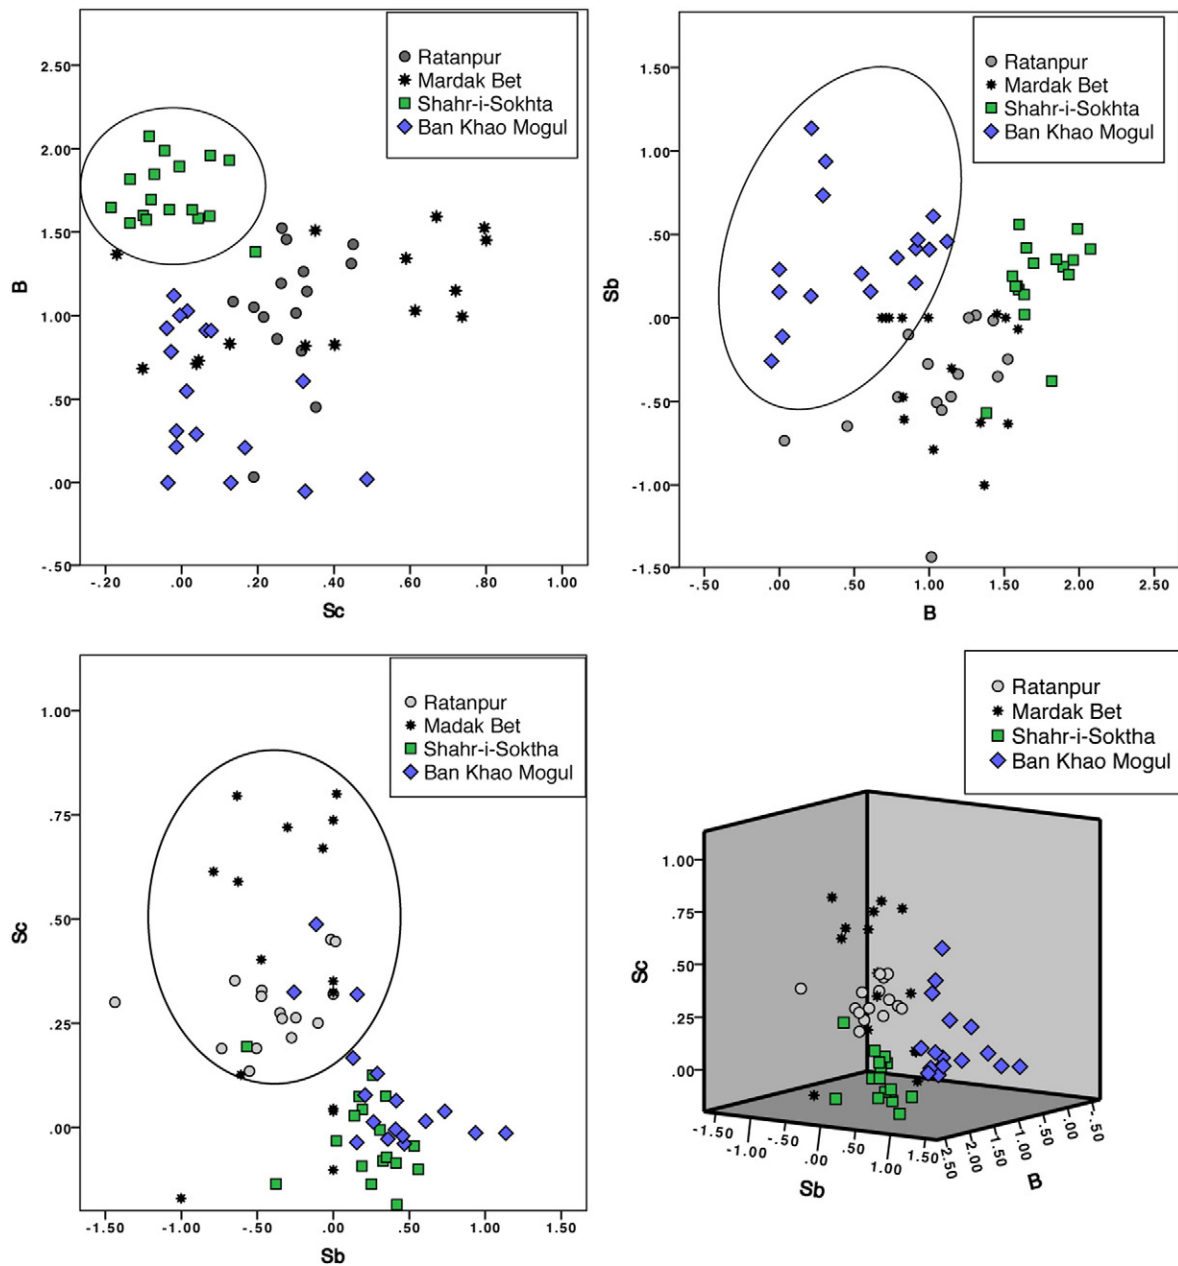 Ratanpur
Mardak Bet
Shahr-i-Sokhta
Ban Khao Mogul
2.50
2.00
1.50
1.00
.50
.00
-.50
B
-.20 .00 .20 .40 .60 .80 1.00
Sc
Ratanpur
Mardak Bet
Shahr-i-Sokhta
Ban Khao Mogul
1.50
1.00
.50
.00
-.50
-1.00
-1.50
Sb
-.50 .00 .50 1.00 1.50 2.00 2.50
B
Ratanpur
Madak Bet
Shahr-i-Soktha
Ban Khao Mogul
1.00
.75
.50
.25
.00
Sc
-1.50 -1.00 -.50 .00 .50 1.00 1.50
Sb
Ratanpur
Mardak Bet
Shahr-i-Soktha
Ban Khao Mogul
1.00
.75
.50
.25
.00
Sc
-1.50 -1.00 -.50 .00 .50 1.00 1.50
Sb
2.50 2.00 1.50 1.00 .50 .00 -.50
B